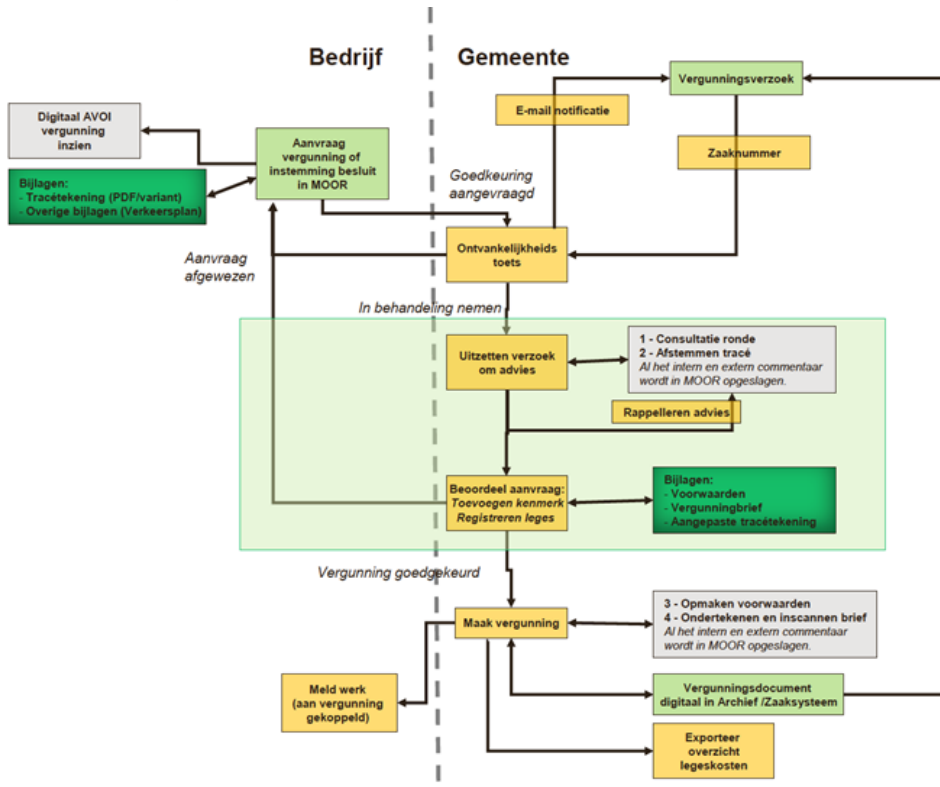 Bedrijf
Gemeente
Vergunningsverzoek
E-mail notificatie
Digitaal AVOI
vergunning
inzien
Aanvraag
vergunning of
instemming besluit
in MOOR
Zaaknummer
Goedkeuring
aangevraagd
Bijlagen:
- Tracétekening (PDF/variant)
- Overige bijlagen (Verkeersplan)
Ontvankelijkheids
toets
Aanvraag
afgewezen
In behandeling nemen
Uitzetten verzoek
om advies
1 - Consultatie ronde
2 - Afstemmen tracé
Al het intern en extern commentaar
wordt in MOOR opgeslagen.
Rappelleren advies
Beoordeel aanvraag:
Toevoegen kenmerk
Registreren leges
Bijlagen:
- Voorwaarden
- Vergunningbrief
- Aangepaste tracétekening
Vergunning goedgekeurd
Maak vergunning
3 - Opmaken voorwaarden
4 - Ondertekenen en inscannen brief
Al het intern en extern commentaar
wordt in MOOR opgeslagen.
Meld werk
(aan vergunning
gekoppeld)
Vergunningsdocument
digitaal in Archief /Zaaksysteem
Exporteer
overzicht
legeskosten